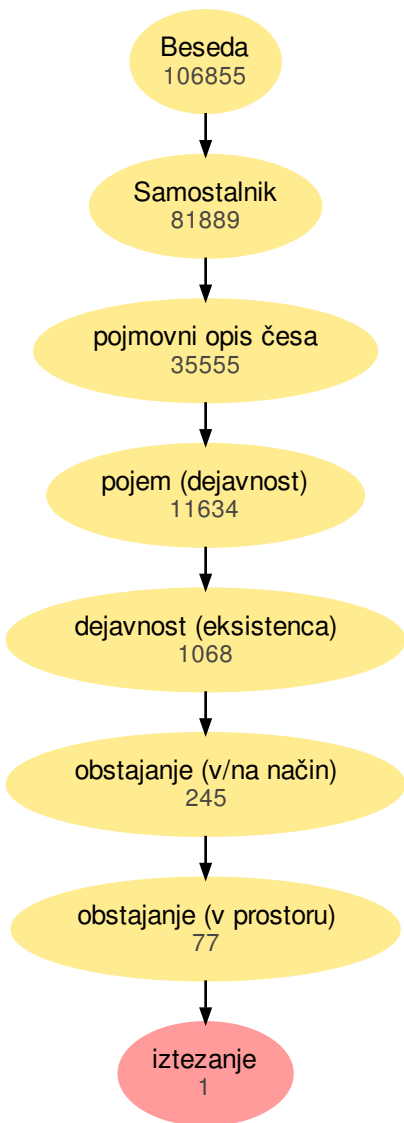 Beseda
106855
Samostalnik
81889
pojmovni opis česa
35555
pojem (dejavnost)
11634
dejavnost (eksistenca)
1068
obstajanje (v/na način)
245
obstajanje (v prostoru)
77
iztezanje
1